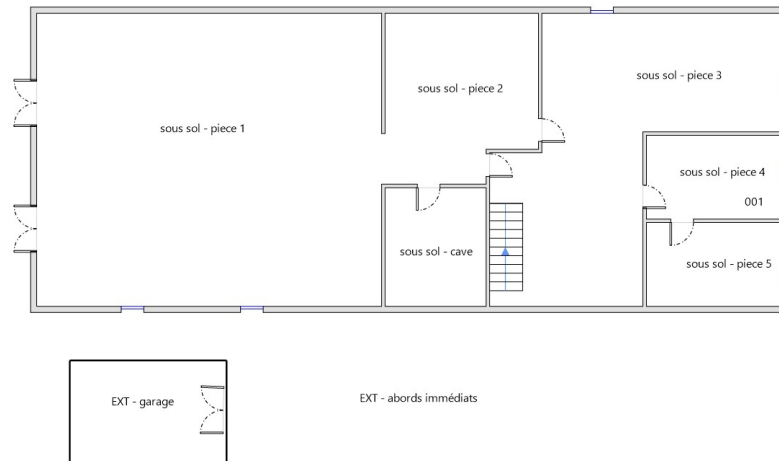 sous sol - piece 3
sous sol - piece 2
sous sol - piece 1
sous sol - piece 4
001
sous sol - cave
sous sol - piece 5
EXT - garage
EXT - abords immédiats